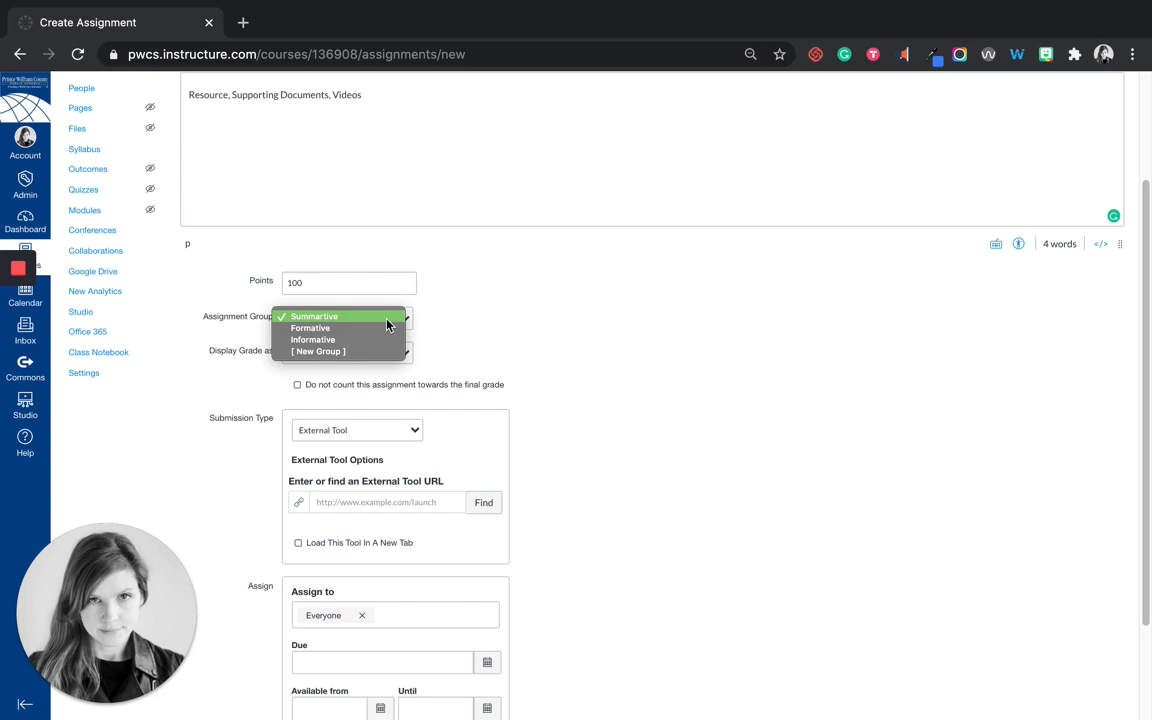 Create Assignment
pwcs.instructure.com/courses/136908/assignments/new
Prince William County
Account
Admin
Dashboard
Calendar
Inbox
Commons
Studio
Help
People
Pages
Files
Syllabus
Outcomes
Quizzes
Modules
Conferences
Collaborations
Google Drive
New Analytics
Studio
Office 365
Class Notebook
Settings
Resource, Supporting Documents, Videos
p
4 words
</>
Points
100
Assignment Group
✓ Summartive
Formative
Informative
[ New Group ]
Display Grade as
Do not count this assignment towards the final grade
Submission Type
External Tool
External Tool Options
Enter or find an External Tool URL
http://www.example.com/launch
Find
Load This Tool In A New Tab
Assign
Assign to
Everyone
Due
Available from
Until